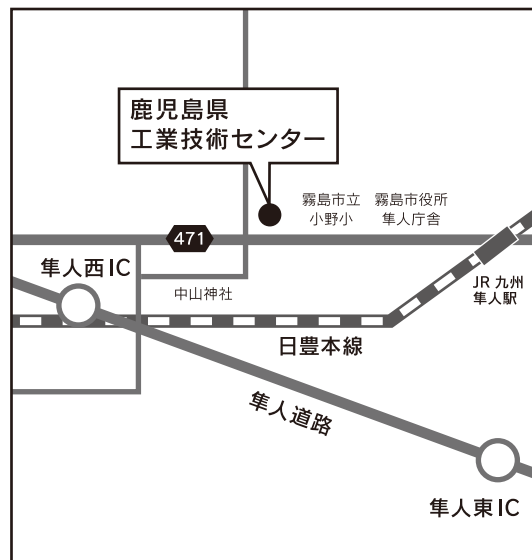 鹿児島県
工業技術センター
霧島市立
小野小
霧島市役所
隼人庁舎
471
隼人西IC
中山神社
JR 九州
隼人駅
日豊本線
隼人道路
隼人東IC